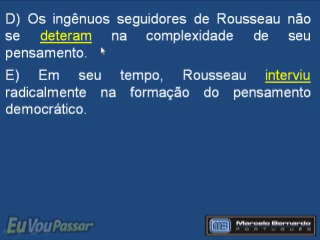 D) Os ingênuos seguidores de Rousseau não
se deteram na complexidade de seu
pensamento.
E) Em seu tempo, Rousseau interviu
radicalmente na formação do pensamento
democrático.
EuVouPassar
MB Marcelo Bernardo
PORTUGUÊS